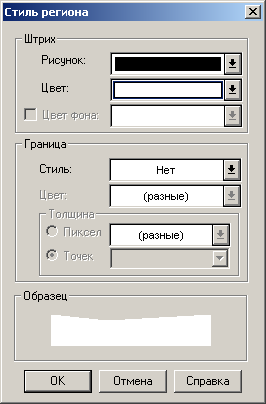 Стиль региона
Штрих
Рисунок:
Цвет:
Цвет фона:
Граница
Стиль: Нет
Цвет: (разные)
Толщина
Пиксел (разные)
Точек
Образец
OK Отмена Справка